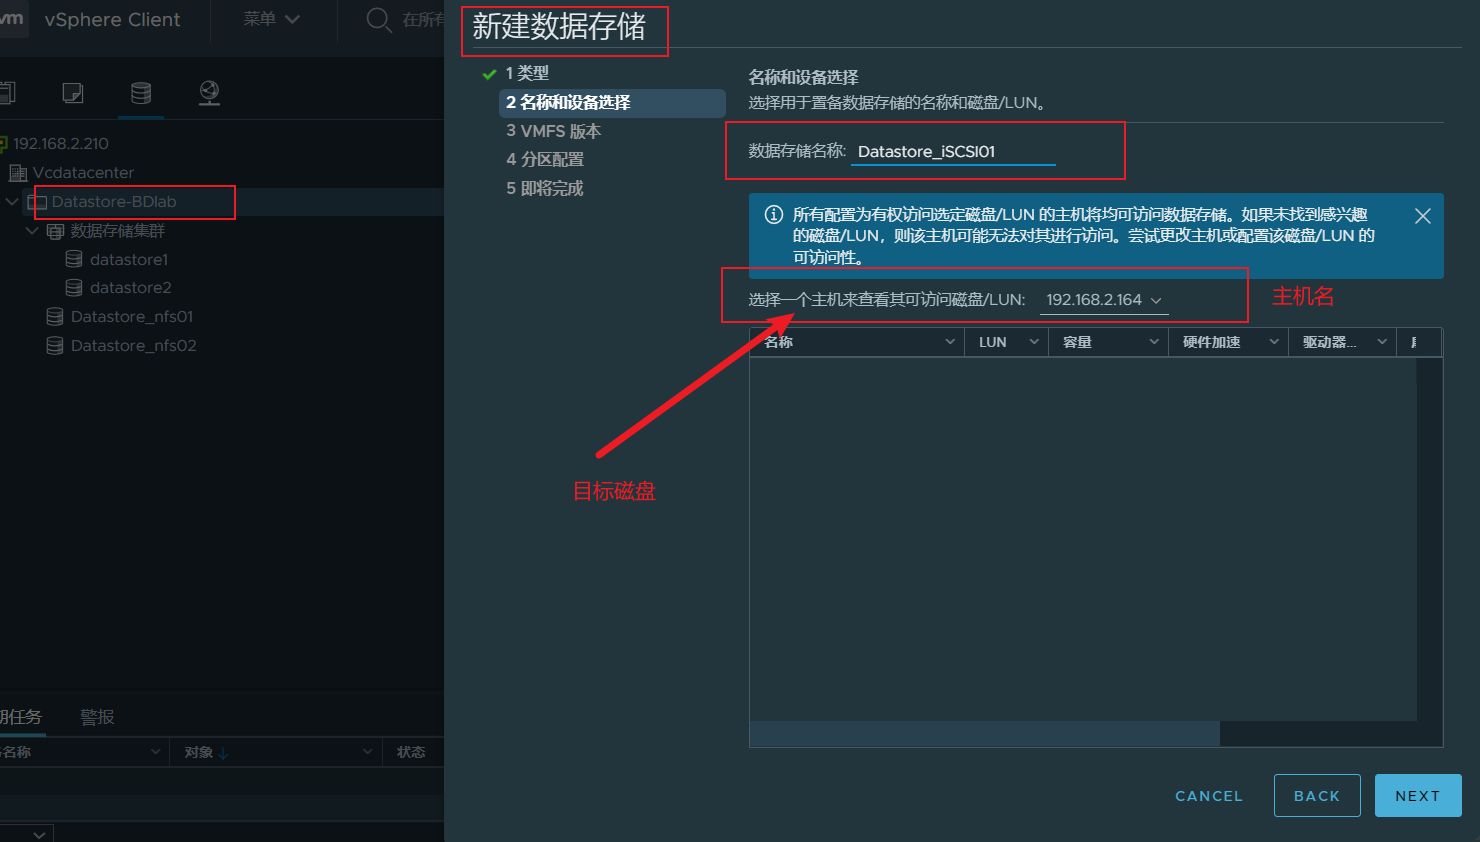 vm vSphere Client
菜单
在所有
192.168.2.210
Vcdatacenter
Datastore-BDlab
数据存储集群
datastore1
datastore2
Datastore_nfs01
Datastore_nfs02
期任务
警报
名称
对象
状态
新建数据存储
1 类型
2 名称和设备选择
3 VMFS 版本
4 分区配置
5 即将完成
名称和设备选择
选择用于置备数据存储的名称和磁盘/LUN。
数据存储名称: Datastore_iSCSI01
所有配置为有权访问选定磁盘/LUN 的主机将均可访问数据存储。如果未找到感兴趣
的磁盘/LUN，则该主机可能无法对其进行访问。尝试更改主机或配置该磁盘/LUN 的
可访问性。
选择一个主机来查看其可访问磁盘/LUN: 192.168.2.164
主机名
名称 LUN 容量 硬件加速 驱动器...
目标磁盘
CANCEL BACK NEXT